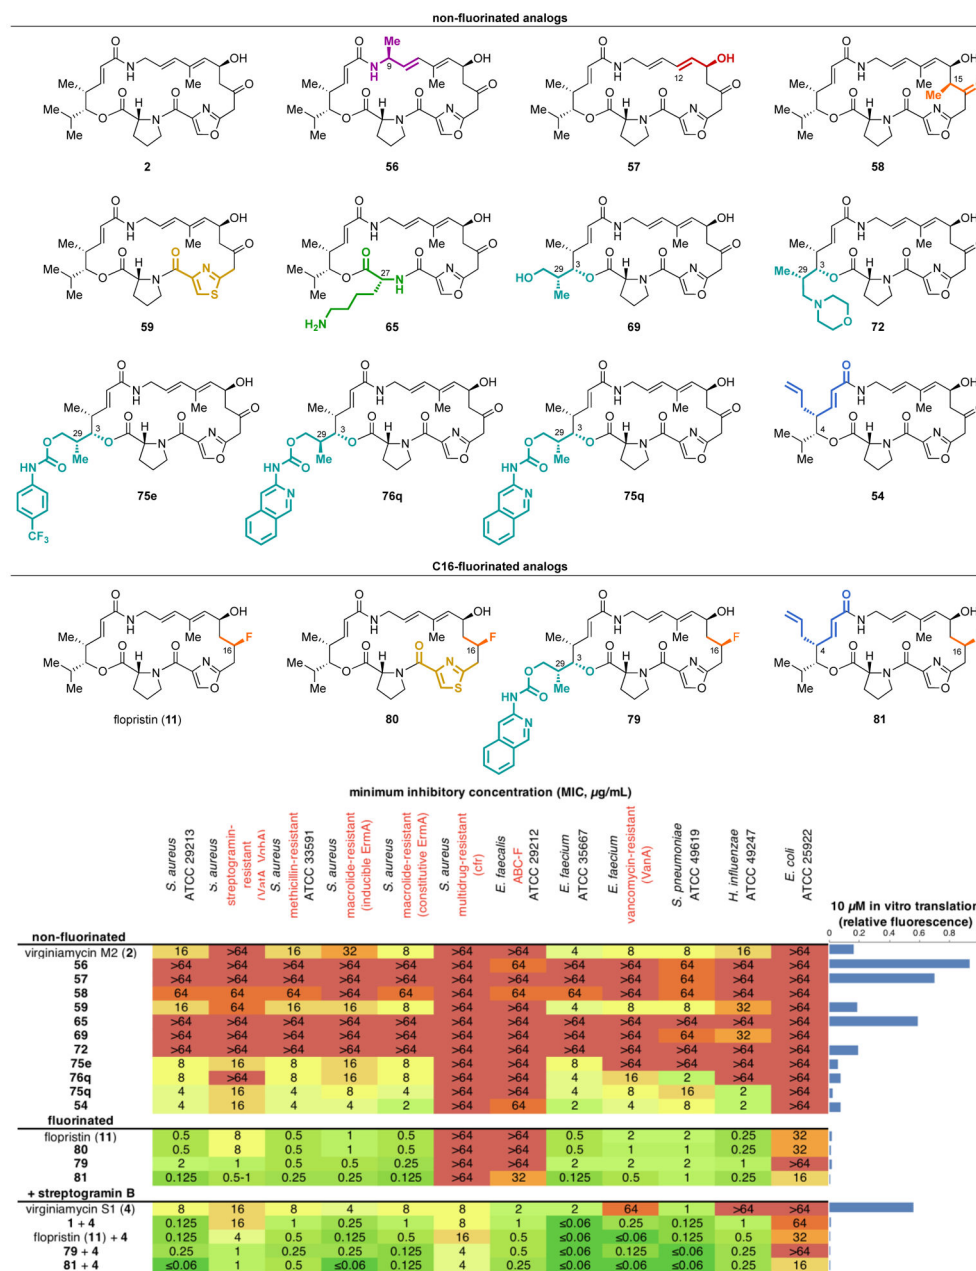 non-fluorinated analogs
2
56
57
58
59
65
69
72
75e
76q
75q
54
C16-fluorinated analogs
flopristin (11)
80
79
81
minimum inhibitory concentration (MIC, µg/mL)
S. aureus ATCC 29213
S. aureus streptogramin-resistant (VatA, VgbA)
S. aureus methicillin-resistant ATCC 33591
S. aureus macrolide-resistant (inducible ErmA)
S. aureus macrolide-resistant (constitutive ErmA)
S. aureus multidrug-resistant (cfr)
E. faecalis ABC-F ATCC 29212
E. faecium ATCC 35667
E. faecium vancomycin-resistant (VanA)
S. pneumoniae ATCC 49619
H. influenzae ATCC 49247
E. coli ATCC 25922
10 µM in vitro translation (relative fluorescence)
0 0.2 0.4 0.6 0.8
non-fluorinated
virginiamycin M2 (2) 16 >64 16 32 8 >64 >64 4 8 8 16 >64
56 >64 >64 >64 >64 >64 >64 64 >64 >64 64 >64 >64
57 >64 >64 >64 >64 >64 >64 >64 >64 >64 64 >64 >64
58 64 64 64 >64 64 >64 64 64 >64 64 >64 >64
59 16 64 16 16 8 >64 >64 4 8 8 32 >64
65 >64 >64 >64 >64 >64 >64 >64 >64 >64 >64 >64 >64
69 >64 >64 >64 >64 >64 >64 >64 >64 >64 64 32 >64
72 >64 >64 >64 >64 >64 >64 >64 >64 >64 >64 >64 >64
75e 8 16 8 16 8 >64 >64 8 >64 >64 >64 >64
76q 8 >64 8 16 8 >64 >64 4 16 2 >64 >64
75q 4 16 4 8 4 >64 >64 4 8 16 2 >64
54 4 16 4 4 2 >64 64 2 4 8 2 >64
fluorinated
flopristin (11) 0.5 8 0.5 1 0.5 >64 >64 0.5 2 2 0.25 32
80 0.5 8 0.5 1 0.5 >64 >64 0.5 1 1 0.25 32
79 2 1 0.5 0.5 0.25 >64 >64 2 2 2 1 >64
81 0.125 0.5-1 0.25 0.25 0.125 >64 32 0.125 0.5 1 0.25 16
+ streptogramin B
virginiamycin S1 (4) 8 16 8 4 8 8 2 2 64 1 >64 >64
1 + 4 0.125 16 1 0.25 1 8 1 ≤0.06 0.25 0.125 1 64
flopristin (11) + 4 0.125 4 0.5 0.125 0.5 16 0.5 ≤0.06 ≤0.06 0.125 0.5 32
79 + 4 0.25 1 0.25 0.25 0.125 4 0.5 ≤0.06 0.125 ≤0.06 0.25 >64
81 + 4 ≤0.06 1 0.5 ≤0.06 0.125 4 0.25 ≤0.06 ≤0.06 0.125 0.25 16